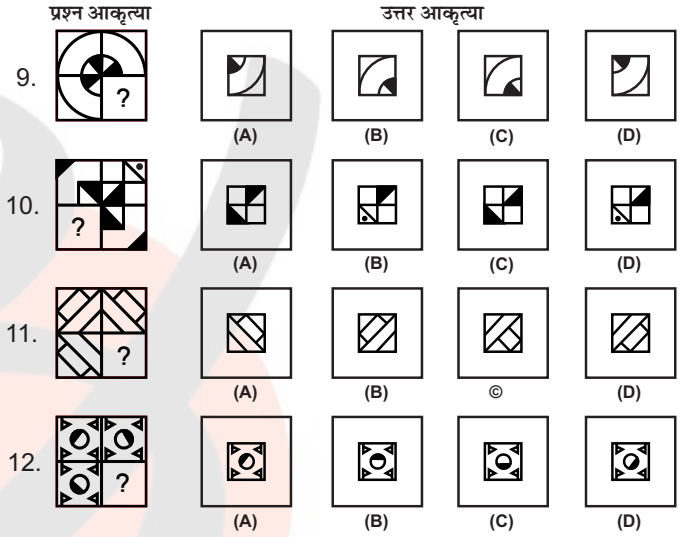 प्रश्न आकृत्या उत्तर आकृत्या
9. ?
(A) (B) (C) (D)
10. ?
(A) (B) (C) (D)
11. ?
(A) (B) © (D)
12. ?
(A) (B) (C) (D)